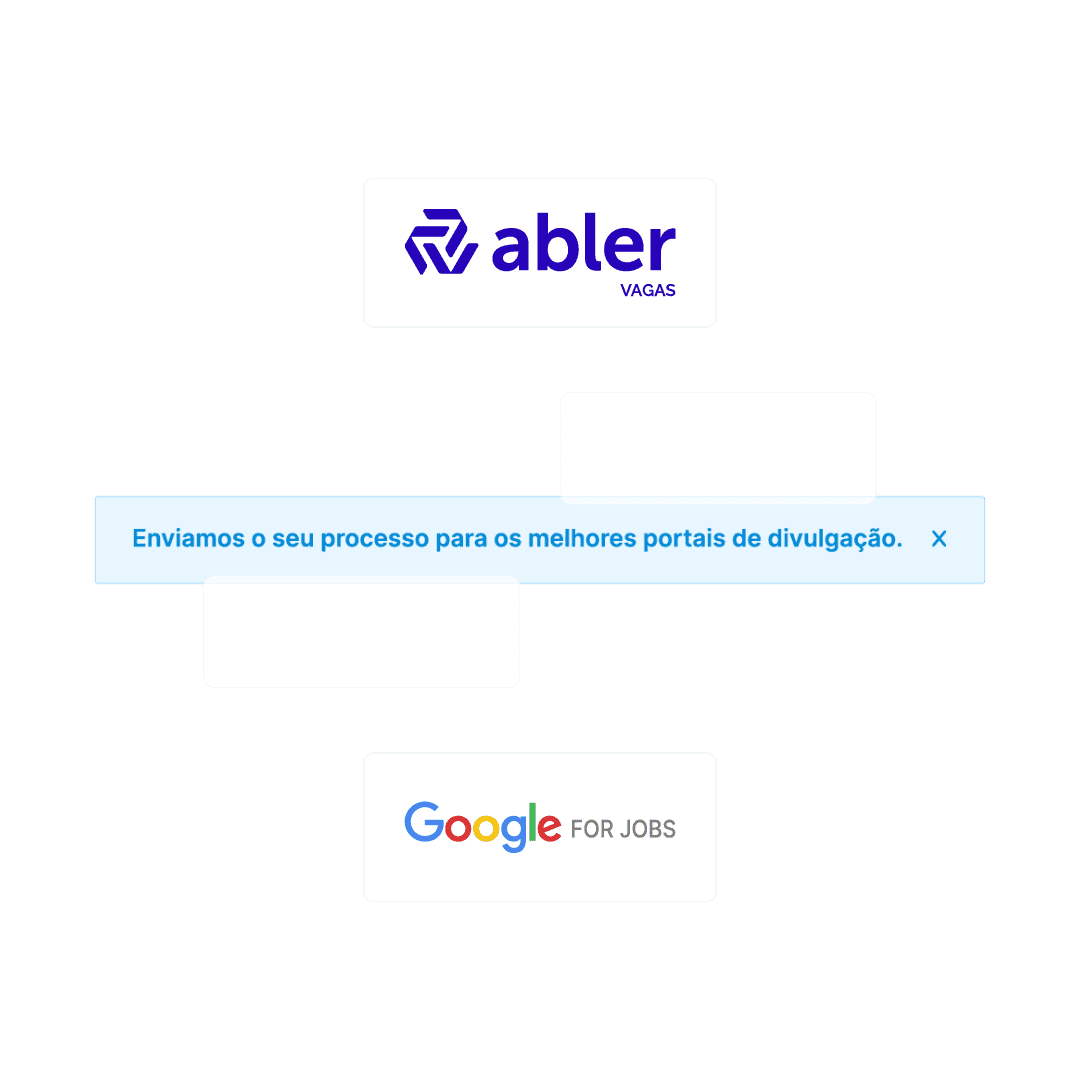 abler
VAGAS
Enviamos o seu processo para os melhores portais de divulgação.
Google FOR JOBS